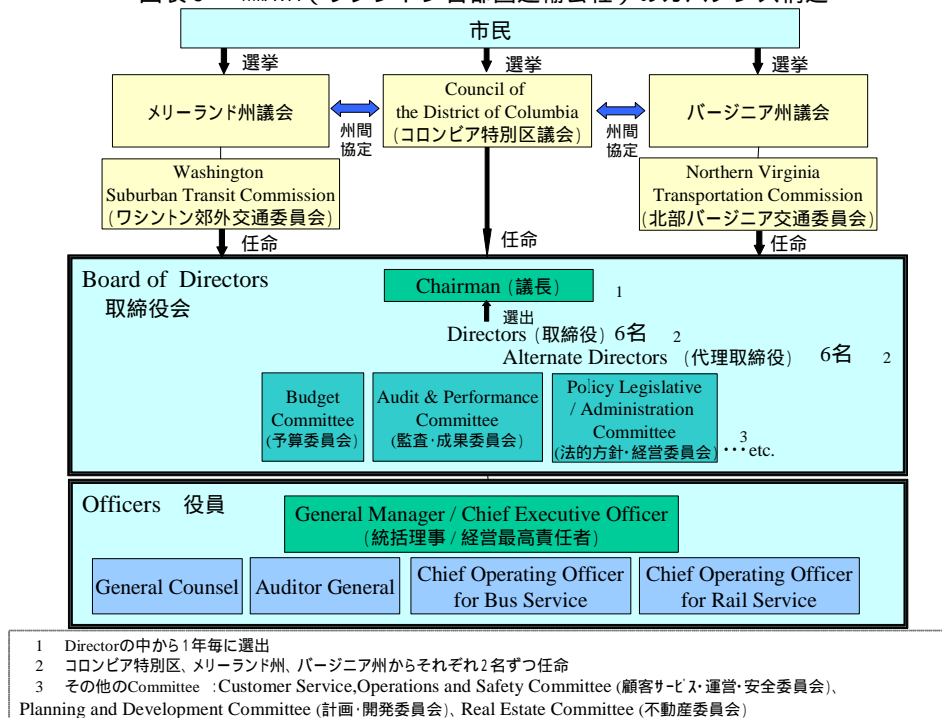 市民
選挙
選挙
選挙
メリーランド州議会
州間
協定
Council of
the District of Columbia
(コロンビア特別区議会)
州間
協定
バージニア州議会
Washington
Suburban Transit Commission
(ワシントン郊外交通委員会)
Northern Virginia
Transportation Commission
(北部バージニア交通委員会)
任命
任命
任命
Board of Directors
取締役会
Chairman (議長) 1
選出
Directors (取締役) 6名 2
Alternate Directors (代理取締役) 6名 2
Budget
Committee
(予算委員会)
Audit & Performance
Committee
(監査・成果委員会)
Policy Legislative
/ Administration
Committee
(法的方針・経営委員会)
3
…etc.
Officers 役員
General Manager / Chief Executive Officer
(統括理事 / 経営最高責任者)
General Counsel
Auditor General
Chief Operating Officer
for Bus Service
Chief Operating Officer
for Rail Service
1 Directorの中から1年毎に選出
2 コロンビア特別区、メリーランド州、バージニア州からそれぞれ2名ずつ任命
3 その他のCommittee :Customer Service,Operations and Safety Committee (顧客サービス・運営・安全委員会)、
Planning and Development Committee (計画・開発委員会)、Real Estate Committee (不動産委員会)